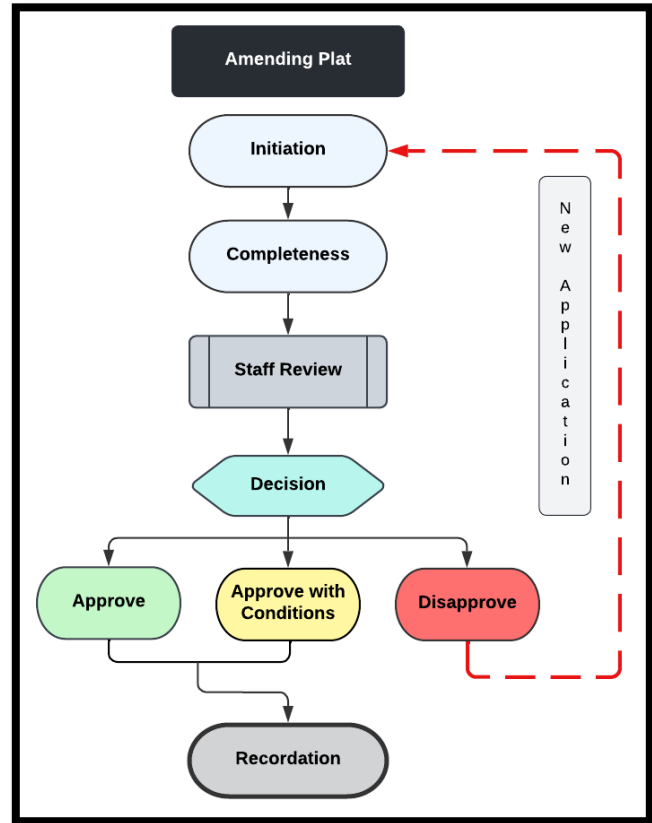 Amending Plat
Initiation
Completeness
Staff Review
Decision
Approve
Approve with
Conditions
Disapprove
Recordation
New Application